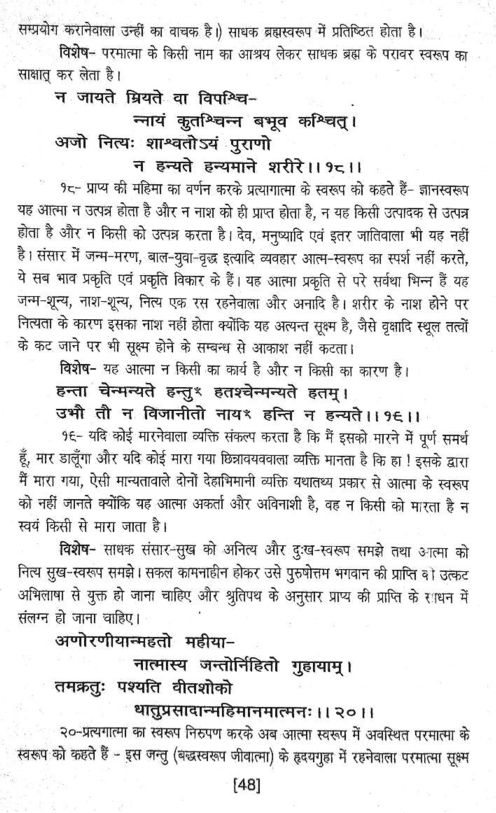 सम्प्रयोग करानेवाला उन्हीं का वाचक है।) साधक ब्रह्मस्वरूप में प्रतिष्ठित होता है।
विशेष- परमात्मा के किसी नाम का आश्रय लेकर साधक ब्रह्म के परावर स्वरूप का
साक्षात् कर लेता है।
न जायते म्रियते वा विपश्चि-
न्नायं कुतश्चिन्न बभूव कश्चित्।
अजो नित्यः शाश्वतोऽयं पुराणो
न हन्यते हन्यमाने शरीरे।।१८।।
१८- प्राप्य की महिमा का वर्णन करके प्रत्यागात्मा के स्वरूप को कहते हैं- ज्ञानस्वरूप
यह आत्मा न उत्पन्न होता है और न नाश को ही प्राप्त होता है, न यह किसी उत्पादक से उत्पन्न
होता है और न किसी को उत्पन्न करता है। देव, मनुष्यादि एवं इतर जातिवाला भी यह नहीं
है। संसार में जन्म-मरण, बाल-युवा-वृद्ध इत्यादि व्यवहार आत्म-स्वरूप का स्पर्श नहीं करते,
ये सब भाव प्रकृति एवं प्रकृति विकार के हैं। यह आत्मा प्रकृति से परे सर्वथा भिन्न हैं यह
जन्म-शून्य, नाश-शून्य, नित्य एक रस रहनेवाला और अनादि है। शरीर के नाश होने पर
नित्यता के कारण इसका नाश नहीं होता क्योंकि यह अत्यन्त सूक्ष्म है, जैसे वृक्षादि स्थूल तत्वों
के कट जाने पर भी सूक्ष्म होने के सम्बन्ध से आकाश नहीं कटता।
विशेष- यह आत्मा न किसी का कार्य है और न किसी का कारण है।
हन्ता चेन्मन्यते हन्तुँ हतश्चेन्मन्यते हतम्।
उभौ तौ न विजानीतो नायँ हन्ति न हन्यते।।१९।।
१९- यदि कोई मारनेवाला व्यक्ति संकल्प करता है कि मैं इसको मारने में पूर्ण समर्थ
हूँ, मार डालूँगा और यदि कोई मारा गया छिन्नावयववाला व्यक्ति मानता है कि हा ! इसके द्वारा
मैं मारा गया, ऐसी मान्यतावाले दोनों देहाभिमानी व्यक्ति यथातथ्य प्रकार से आत्मा के स्वरूप
को नहीं जानते क्योंकि यह आत्मा अकर्ता और अविनाशी है, वह न किसी को मारता है न
स्वयं किसी से मारा जाता है।
विशेष- साधक संसार-सुख को अनित्य और दुःख-स्वरूप समझे तथा आत्मा को
नित्य सुख-स्वरूप समझे। सकल कामनाहीन होकर उसे पुरुषोत्तम भगवान की प्राप्ति की उत्कट
अभिलाषा से युक्त हो जाना चाहिए और श्रुतिपथ के अनुसार प्राप्य की प्राप्ति के साधन में
संलग्न हो जाना चाहिए।
अणोरणीयान्महतो महीया-
नात्मास्य जन्तोर्निहितो गुहायाम्।
तमक्रतुः पश्यति वीतशोको
धातुप्रसादान्महिमानमात्मनः।।२०।।
२०-प्रत्यगात्मा का स्वरूप निरुपण करके अब आत्मा स्वरूप में अवस्थित परमात्मा के
स्वरूप को कहते हैं - इस जन्तु (बद्धस्वरूप जीवात्मा) के हृदयगुहा में रहनेवाला परमात्मा सूक्ष्म
[48]